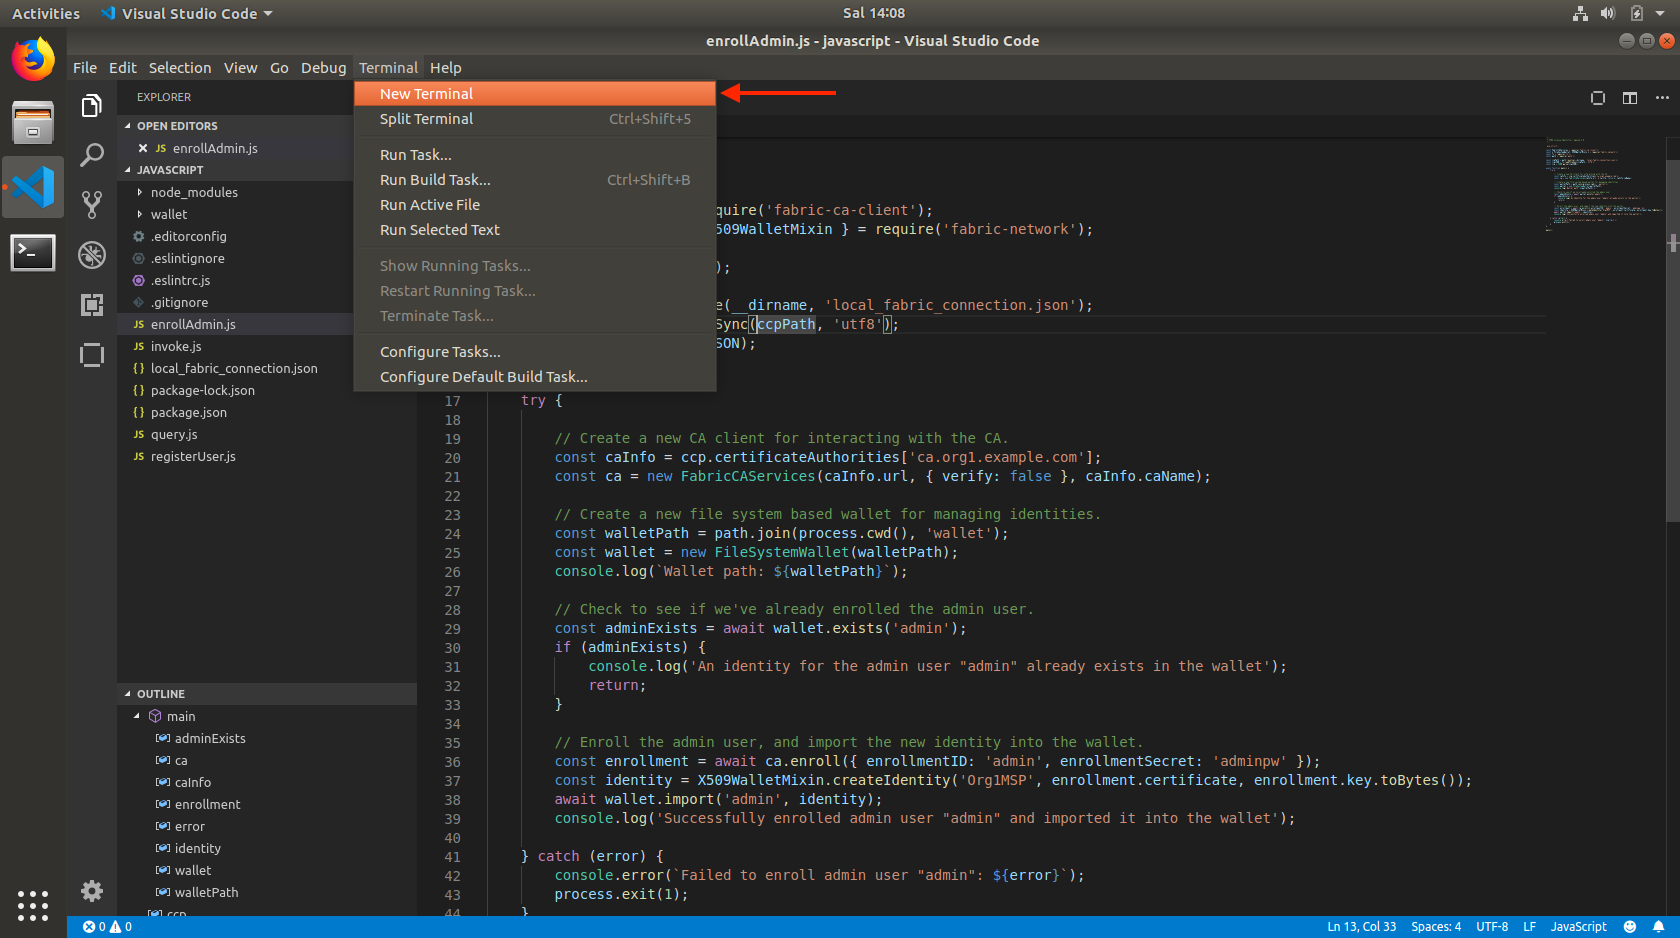 Activities
Visual Studio Code
Sal 14:08
enrollAdmin.js - javascript - Visual Studio Code
File Edit Selection View Go Debug Terminal Help
EXPLORER
OPEN EDITORS
JS enrollAdmin.js
JAVASCRIPT
node_modules
wallet
.editorconfig
.eslintignore
.eslintrc.js
.gitignore
JS enrollAdmin.js
JS invoke.js
{} local_fabric_connection.json
{} package-lock.json
{} package.json
JS query.js
JS registerUser.js
OUTLINE
main
adminExists
ca
caInfo
enrollment
error
identity
wallet
walletPath
ccp
New Terminal
Split Terminal Ctrl+Shift+5
Run Task...
Run Build Task... Ctrl+Shift+B
Run Active File
Run Selected Text
Show Running Tasks...
Restart Running Task...
Terminate Task...
Configure Tasks...
Configure Default Build Task...
quire('fabric-ca-client');
509WalletMixin } = require('fabric-network');
);
e(__dirname, 'local_fabric_connection.json');
Sync(ccpPath, 'utf8');
SON);
17 try {
18
19 // Create a new CA client for interacting with the CA.
20 const caInfo = ccp.certificateAuthorities['ca.org1.example.com'];
21 const ca = new FabricCAServices(caInfo.url, { verify: false }, caInfo.caName);
22
23 // Create a new file system based wallet for managing identities.
24 const walletPath = path.join(process.cwd(), 'wallet');
25 const wallet = new FileSystemWallet(walletPath);
26 console.log(`Wallet path: ${walletPath}`);
27
28 // Check to see if we've already enrolled the admin user.
29 const adminExists = await wallet.exists('admin');
30 if (adminExists) {
31 console.log('An identity for the admin user "admin" already exists in the wallet');
32 return;
33 }
34
35 // Enroll the admin user, and import the new identity into the wallet.
36 const enrollment = await ca.enroll({ enrollmentID: 'admin', enrollmentSecret: 'adminpw' });
37 const identity = X509WalletMixin.createIdentity('Org1MSP', enrollment.certificate, enrollment.key.toBytes());
38 await wallet.import('admin', identity);
39 console.log('Successfully enrolled admin user "admin" and imported it into the wallet');
40
41 } catch (error) {
42 console.error(`Failed to enroll admin user "admin": ${error}`);
43 process.exit(1);
44 }
0 0
Ln 13, Col 33 Spaces: 4 UTF-8 LF JavaScript